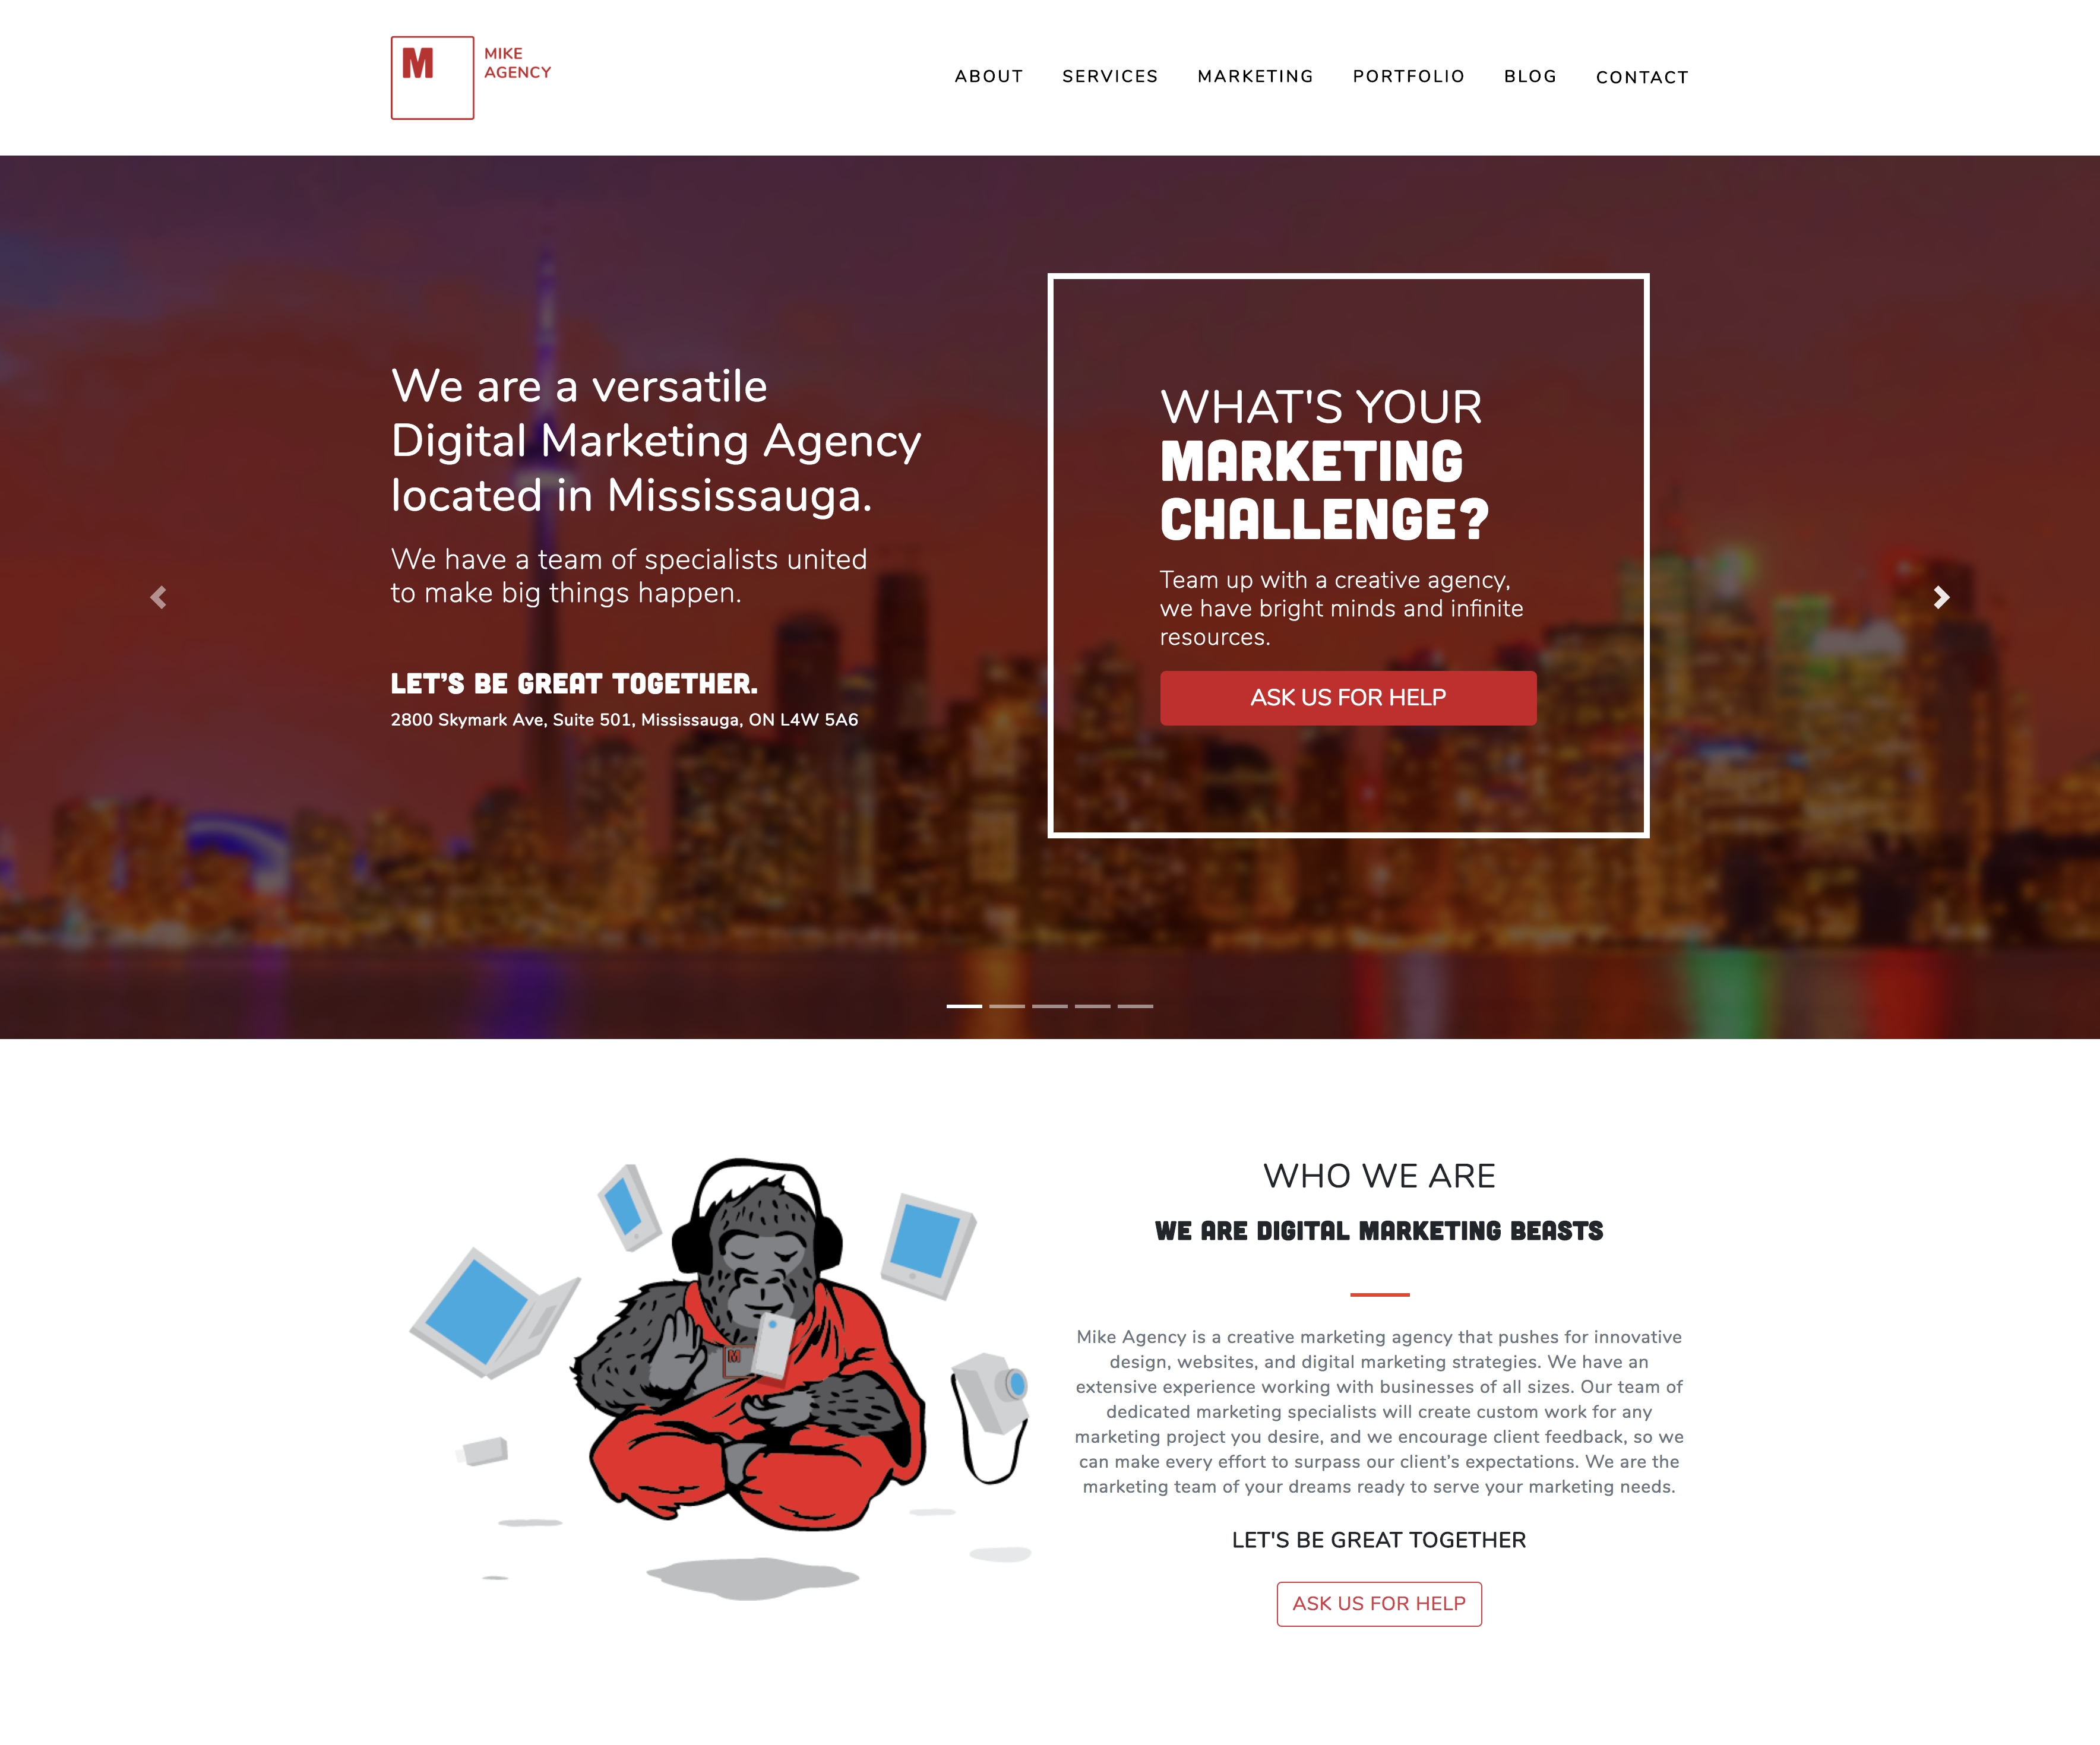 M
MIKE
AGENCY
ABOUT SERVICES MARKETING PORTFOLIO BLOG CONTACT
We are a versatile
Digital Marketing Agency
located in Mississauga.
We have a team of specialists united
to make big things happen.
LET'S BE GREAT TOGETHER.
2800 Skymark Ave, Suite 501, Mississauga, ON L4W 5A6
WHAT'S YOUR
MARKETING
CHALLENGE?
Team up with a creative agency,
we have bright minds and infinite
resources.
ASK US FOR HELP
M
WHO WE ARE
WE ARE DIGITAL MARKETING BEASTS
Mike Agency is a creative marketing agency that pushes for innovative
design, websites, and digital marketing strategies. We have an
extensive experience working with businesses of all sizes. Our team of
dedicated marketing specialists will create custom work for any
marketing project you desire, and we encourage client feedback, so we
can make every effort to surpass our client's expectations. We are the
marketing team of your dreams ready to serve your marketing needs.
LET'S BE GREAT TOGETHER
ASK US FOR HELP